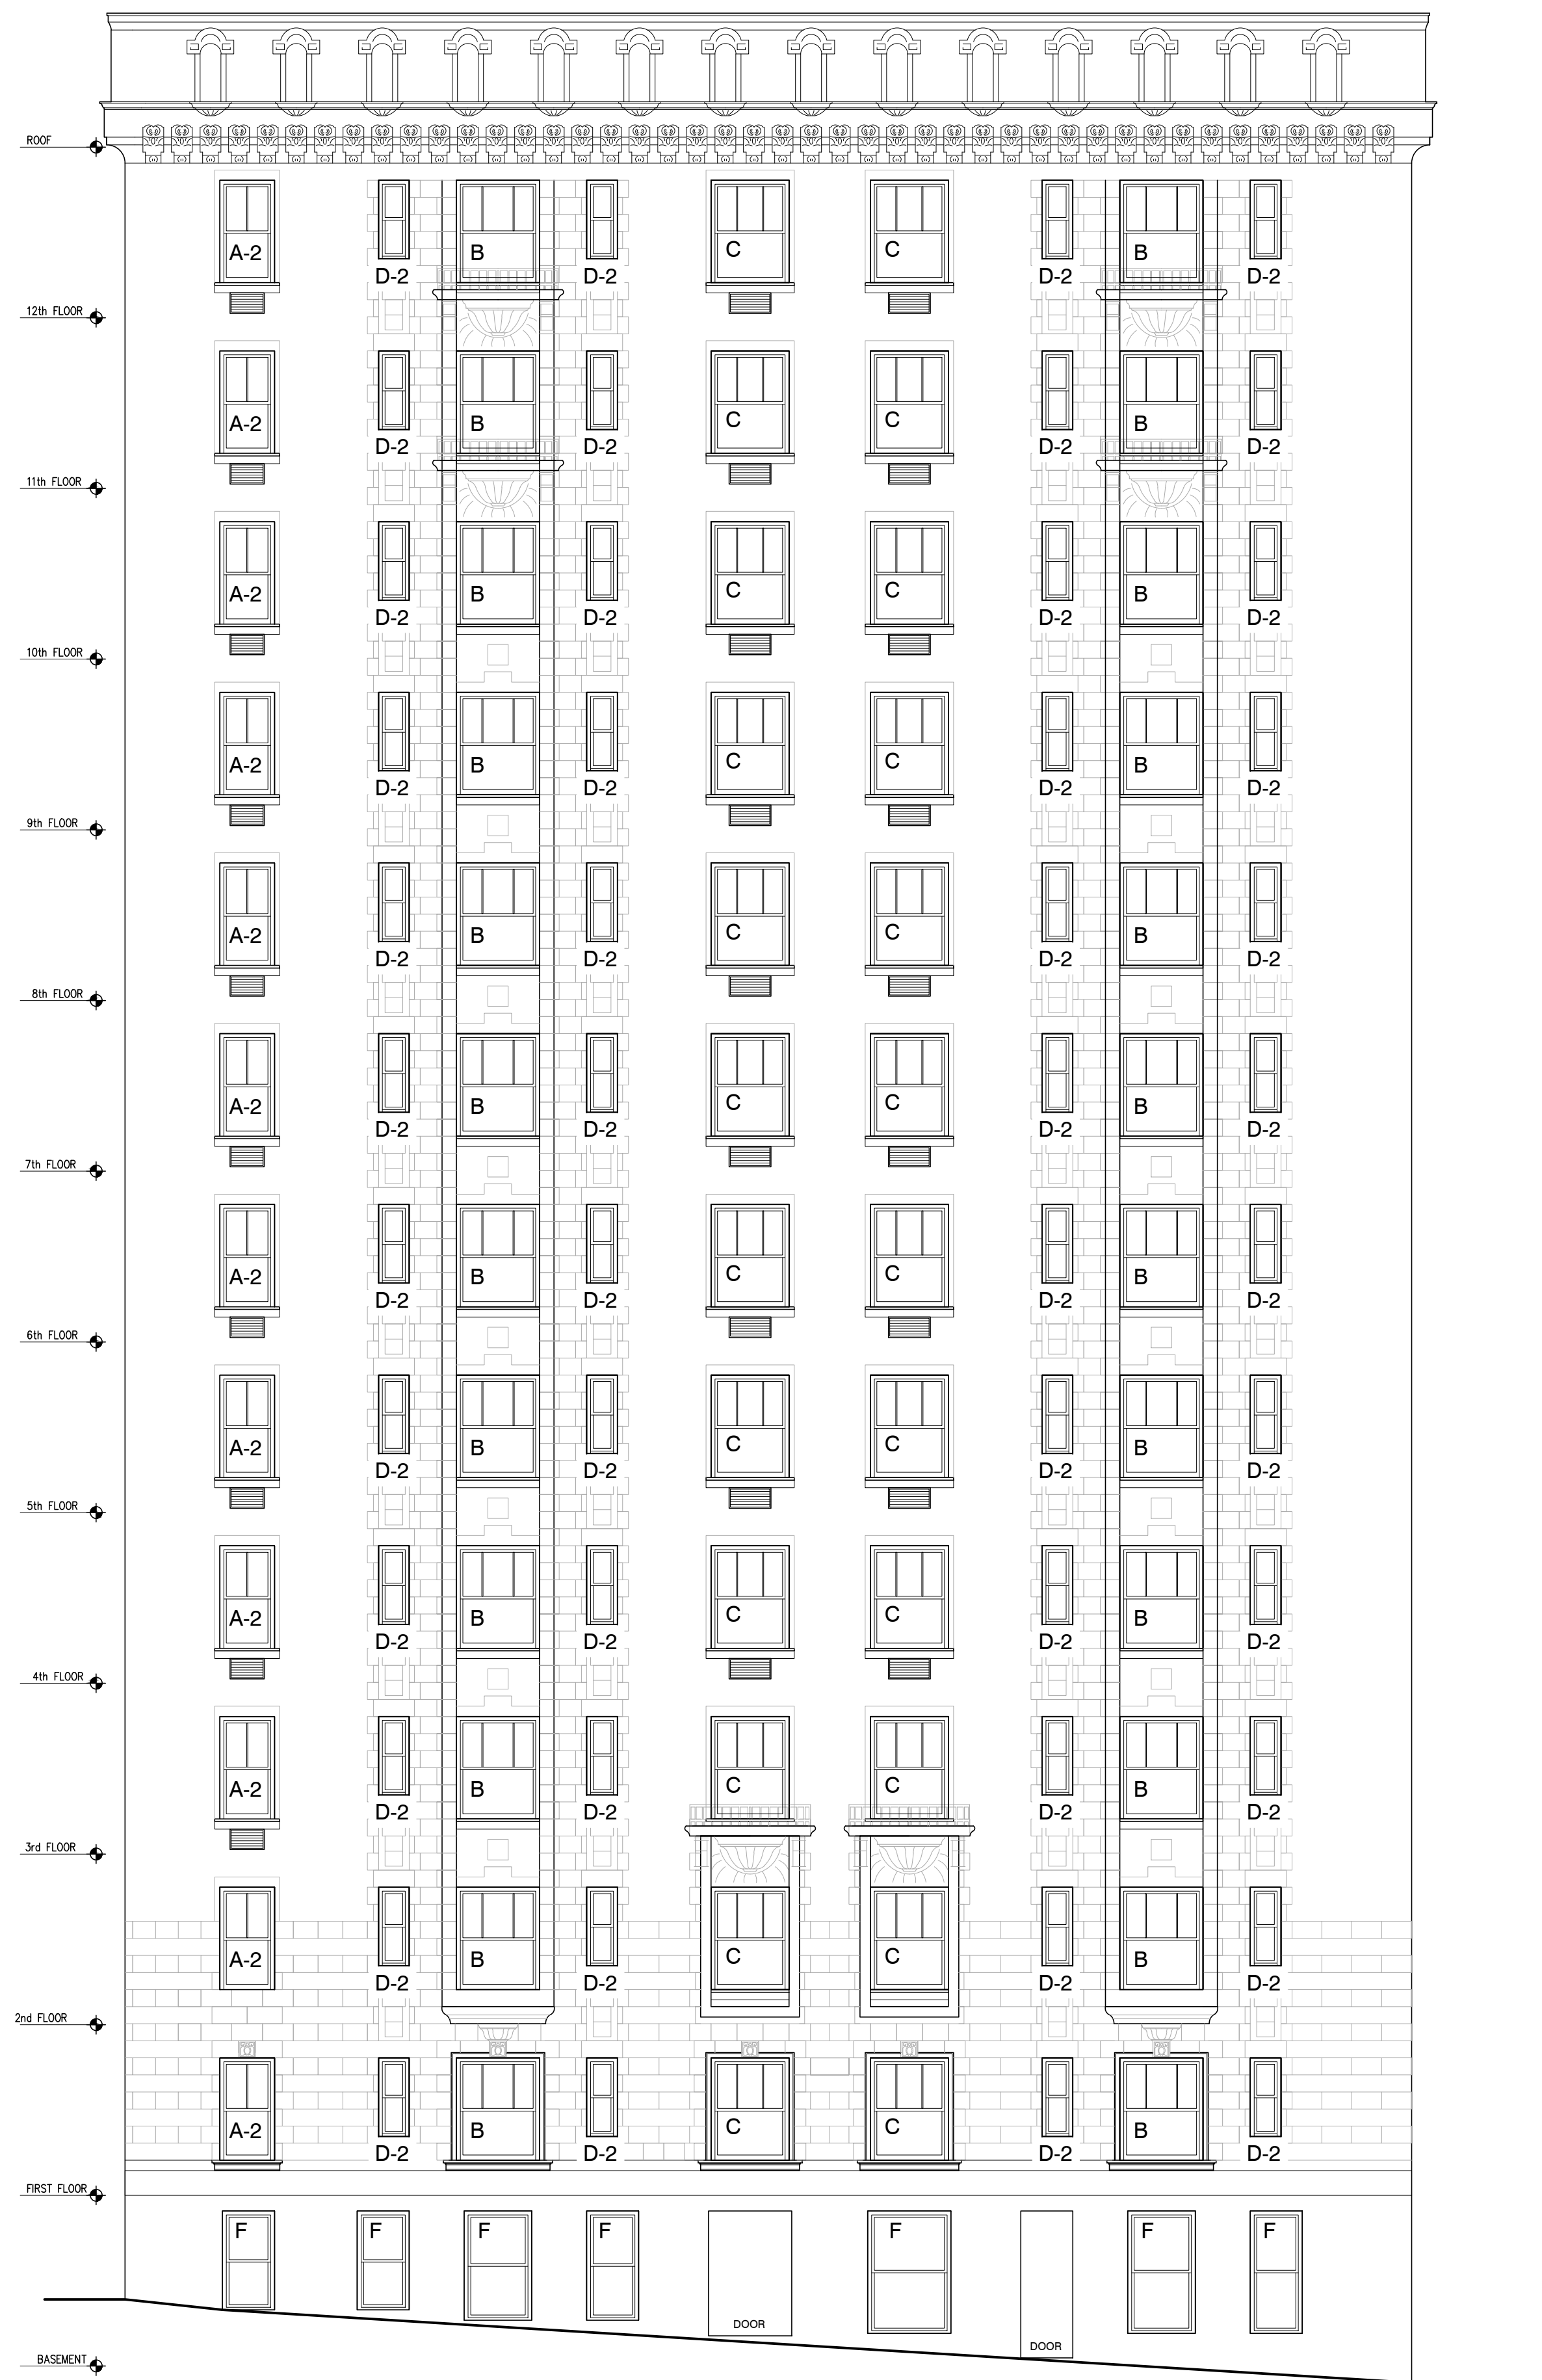 ROOF
A-2 B C C B
D-2 D-2 D-2 D-2
12th FLOOR
A-2 B C C B
D-2 D-2 D-2 D-2
11th FLOOR
A-2 B C C B
D-2 D-2 D-2 D-2
10th FLOOR
A-2 B C C B
D-2 D-2 D-2 D-2
9th FLOOR
A-2 B C C B
D-2 D-2 D-2 D-2
8th FLOOR
A-2 B C C B
D-2 D-2 D-2 D-2
7th FLOOR
A-2 B C C B
D-2 D-2 D-2 D-2
6th FLOOR
A-2 B C C B
D-2 D-2 D-2 D-2
5th FLOOR
A-2 B C C B
D-2 D-2 D-2 D-2
4th FLOOR
A-2 B C C B
D-2 D-2 D-2 D-2
3rd FLOOR
A-2 B C C B
D-2 D-2 D-2 D-2
2nd FLOOR
A-2 B C C B
D-2 D-2 D-2 D-2
FIRST FLOOR
F F F F F F F
DOOR
DOOR
BASEMENT